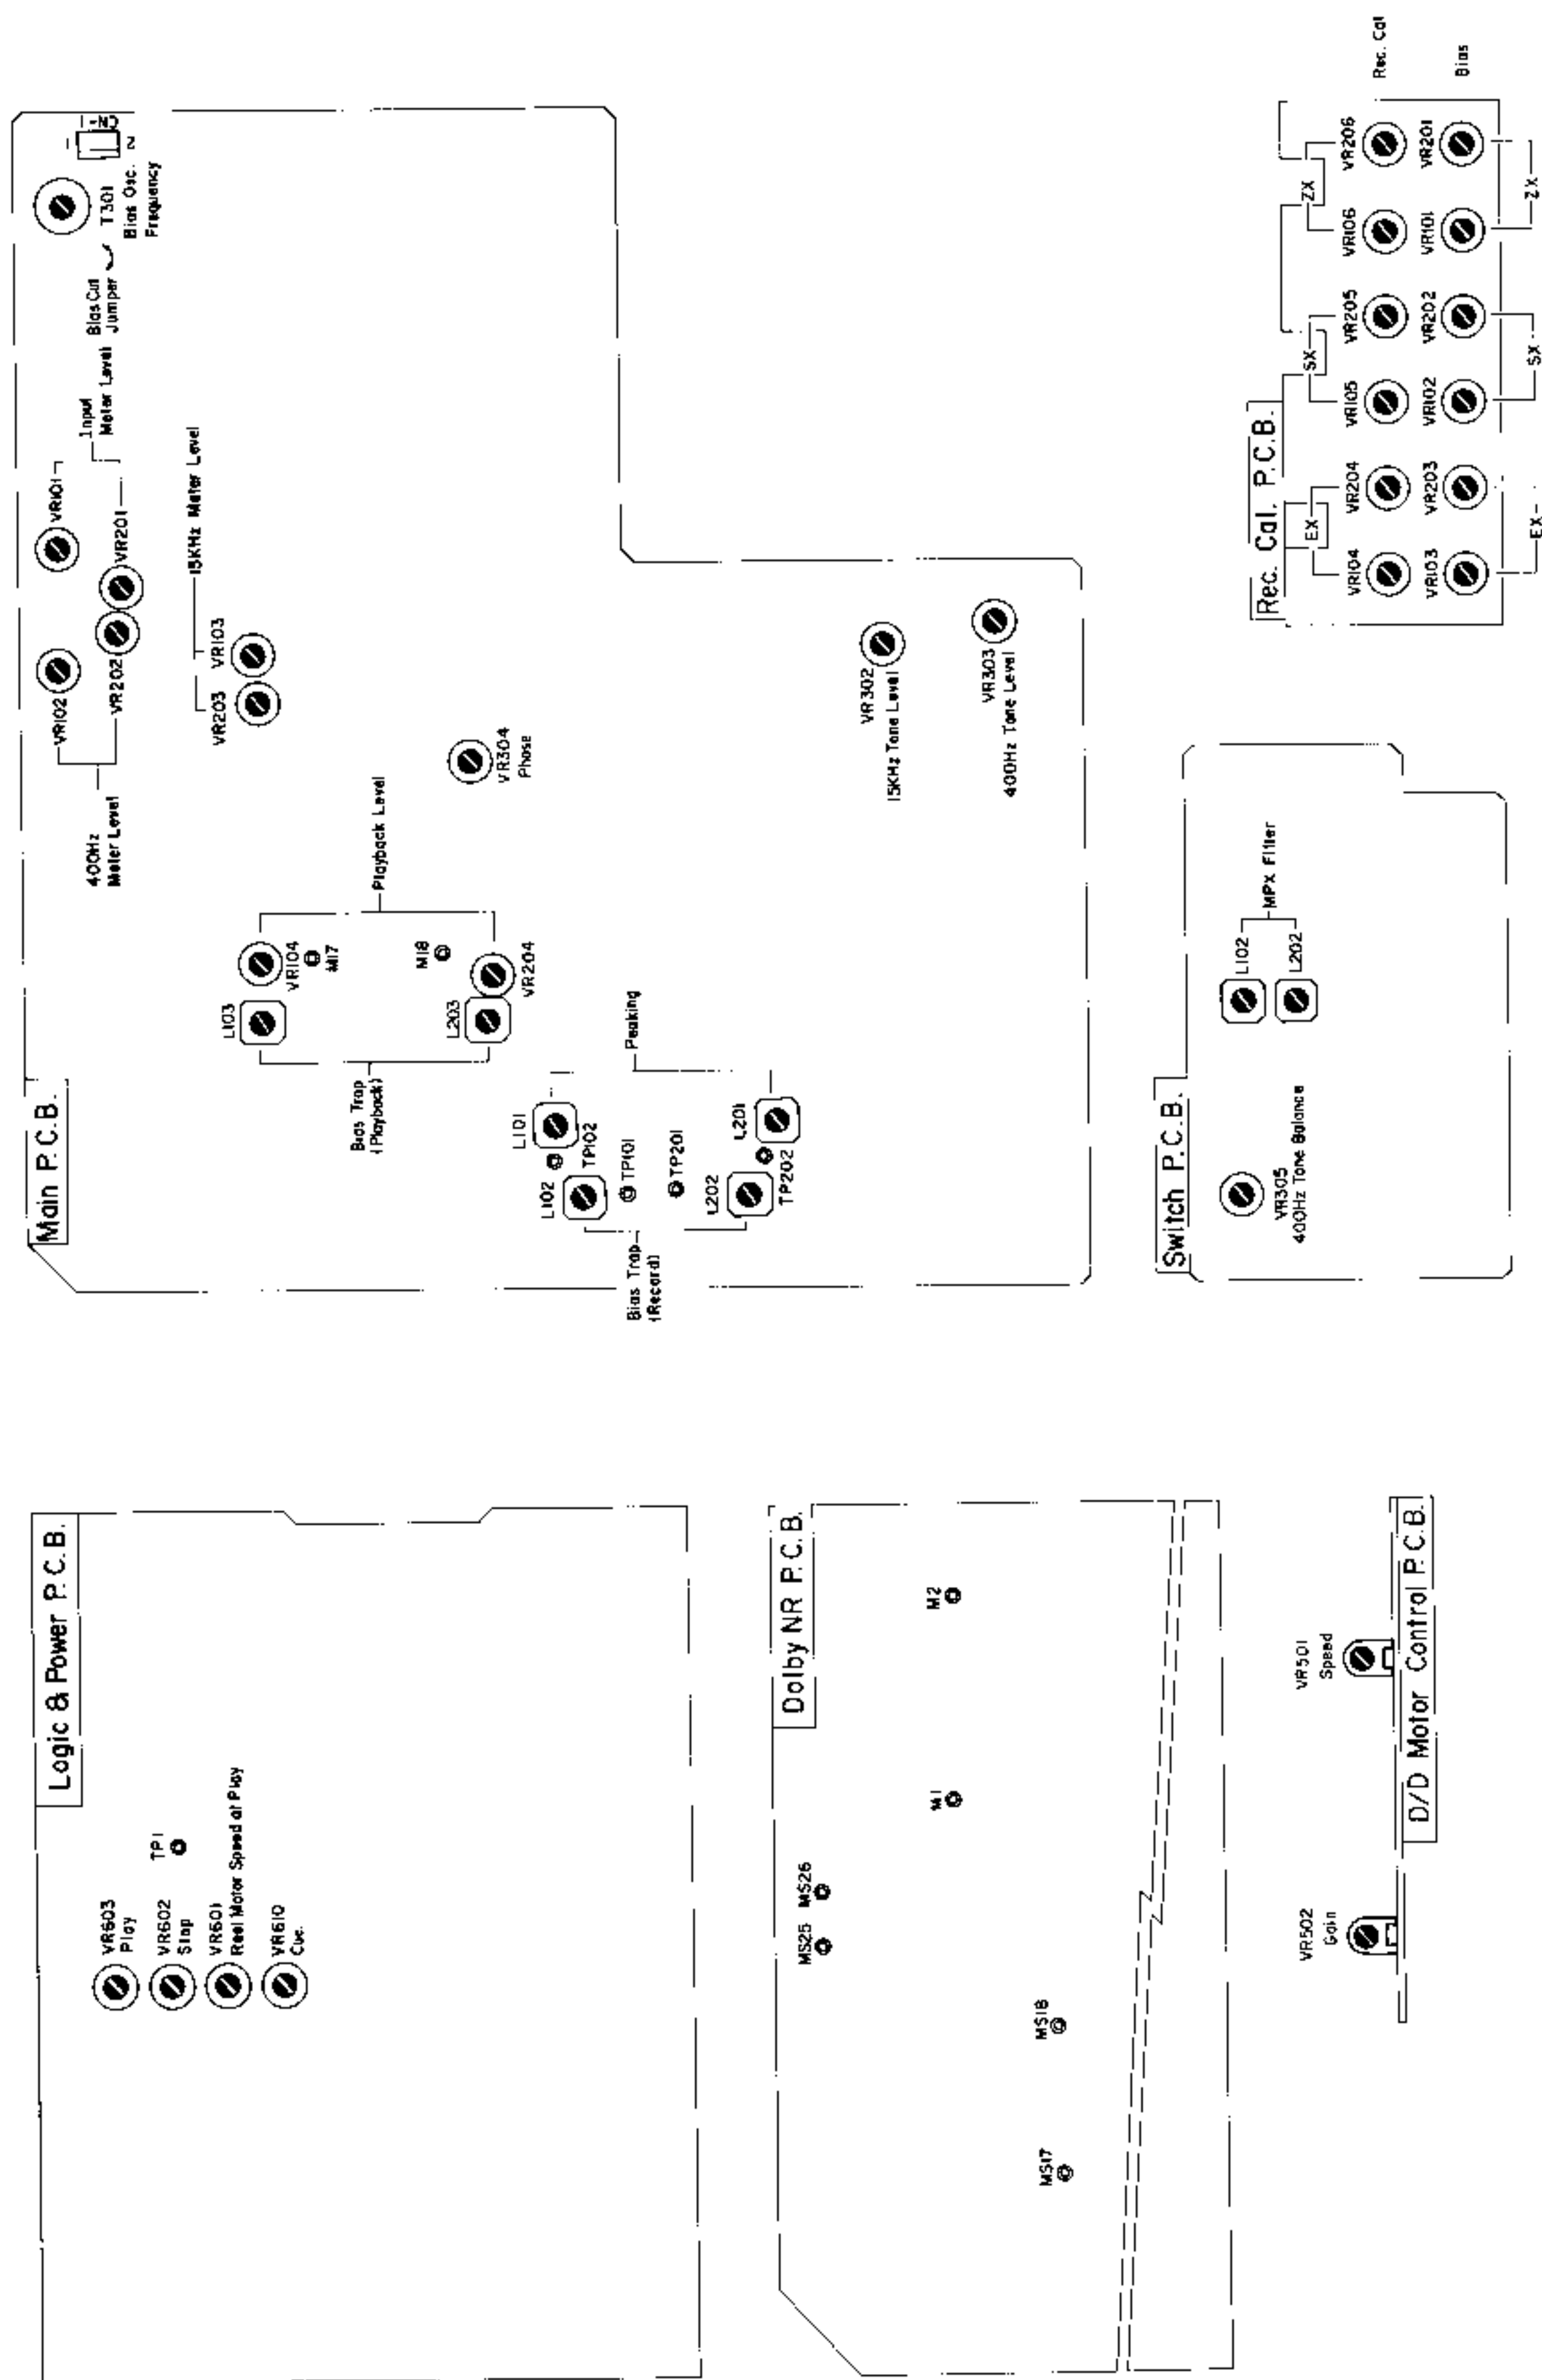 Main P.C.B.
VR102
VR101
VR202
VR201
400Hz
Meter Level
Input
Meter Level
Bias Cut
Jumper
T301
Bias Osc.
Frequency
2
15KHz Meter Level
VR203
VR103
L103
VR104
M17
M18
L203
VR204
Playback Level
Bias Trap
(Playback)
VR304
Phase
L101
L102
TP102
TP101
TP201
L202
L201
TP202
Peaking
Bias Trap
(Record)
VR302
15KHz Tone Level
VR303
400Hz Tone Level
Switch P.C.B.
VR305
400Hz Tone Balance
L102
L202
MPX Filter
Rec. Cal. P.C.B.
EX
SX
ZX
VR104
VR204
VR105
VR205
VR106
VR206
Rec. Cal
VR103
VR203
VR102
VR202
VR101
VR201
Bias
EX
SX
ZX
Logic & Power P.C.B.
VR603
Play
VR602
Stop
TP1
VR601
Reel Motor Speed at Play
VR610
Cue.
Dolby NR P.C.B.
MS25
MS26
M1
M2
MS17
MS18
VR502
Gain
VR501
Speed
D/D Motor Control P.C.B.